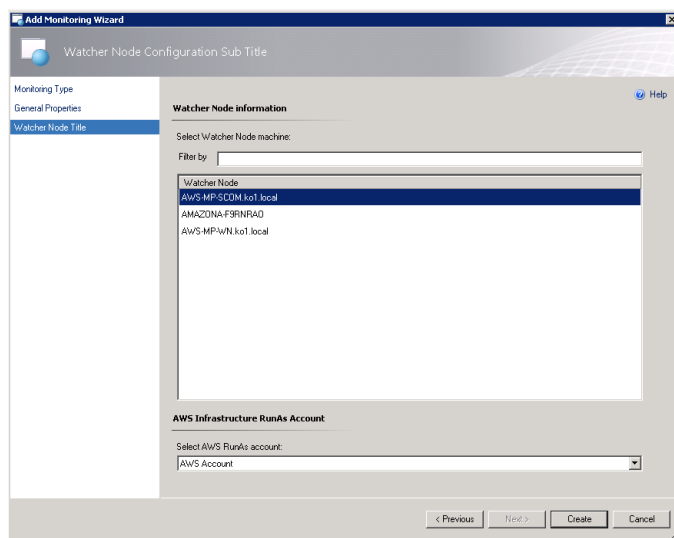 Add Monitoring Wizard
Watcher Node Configuration Sub Title
Monitoring Type
General Properties
Watcher Node Title
Help
Watcher Node information
Select Watcher Node machine:
Filter by
Watcher Node
AWS-MP-SCOM.ko1.local
AMAZONA-F9RNRAO
AWS-MP-WN.ko1.local
AWS Infrastructure RunAs Account
Select AWS RunAs account:
AWS Account
< Previous Next > Create Cancel